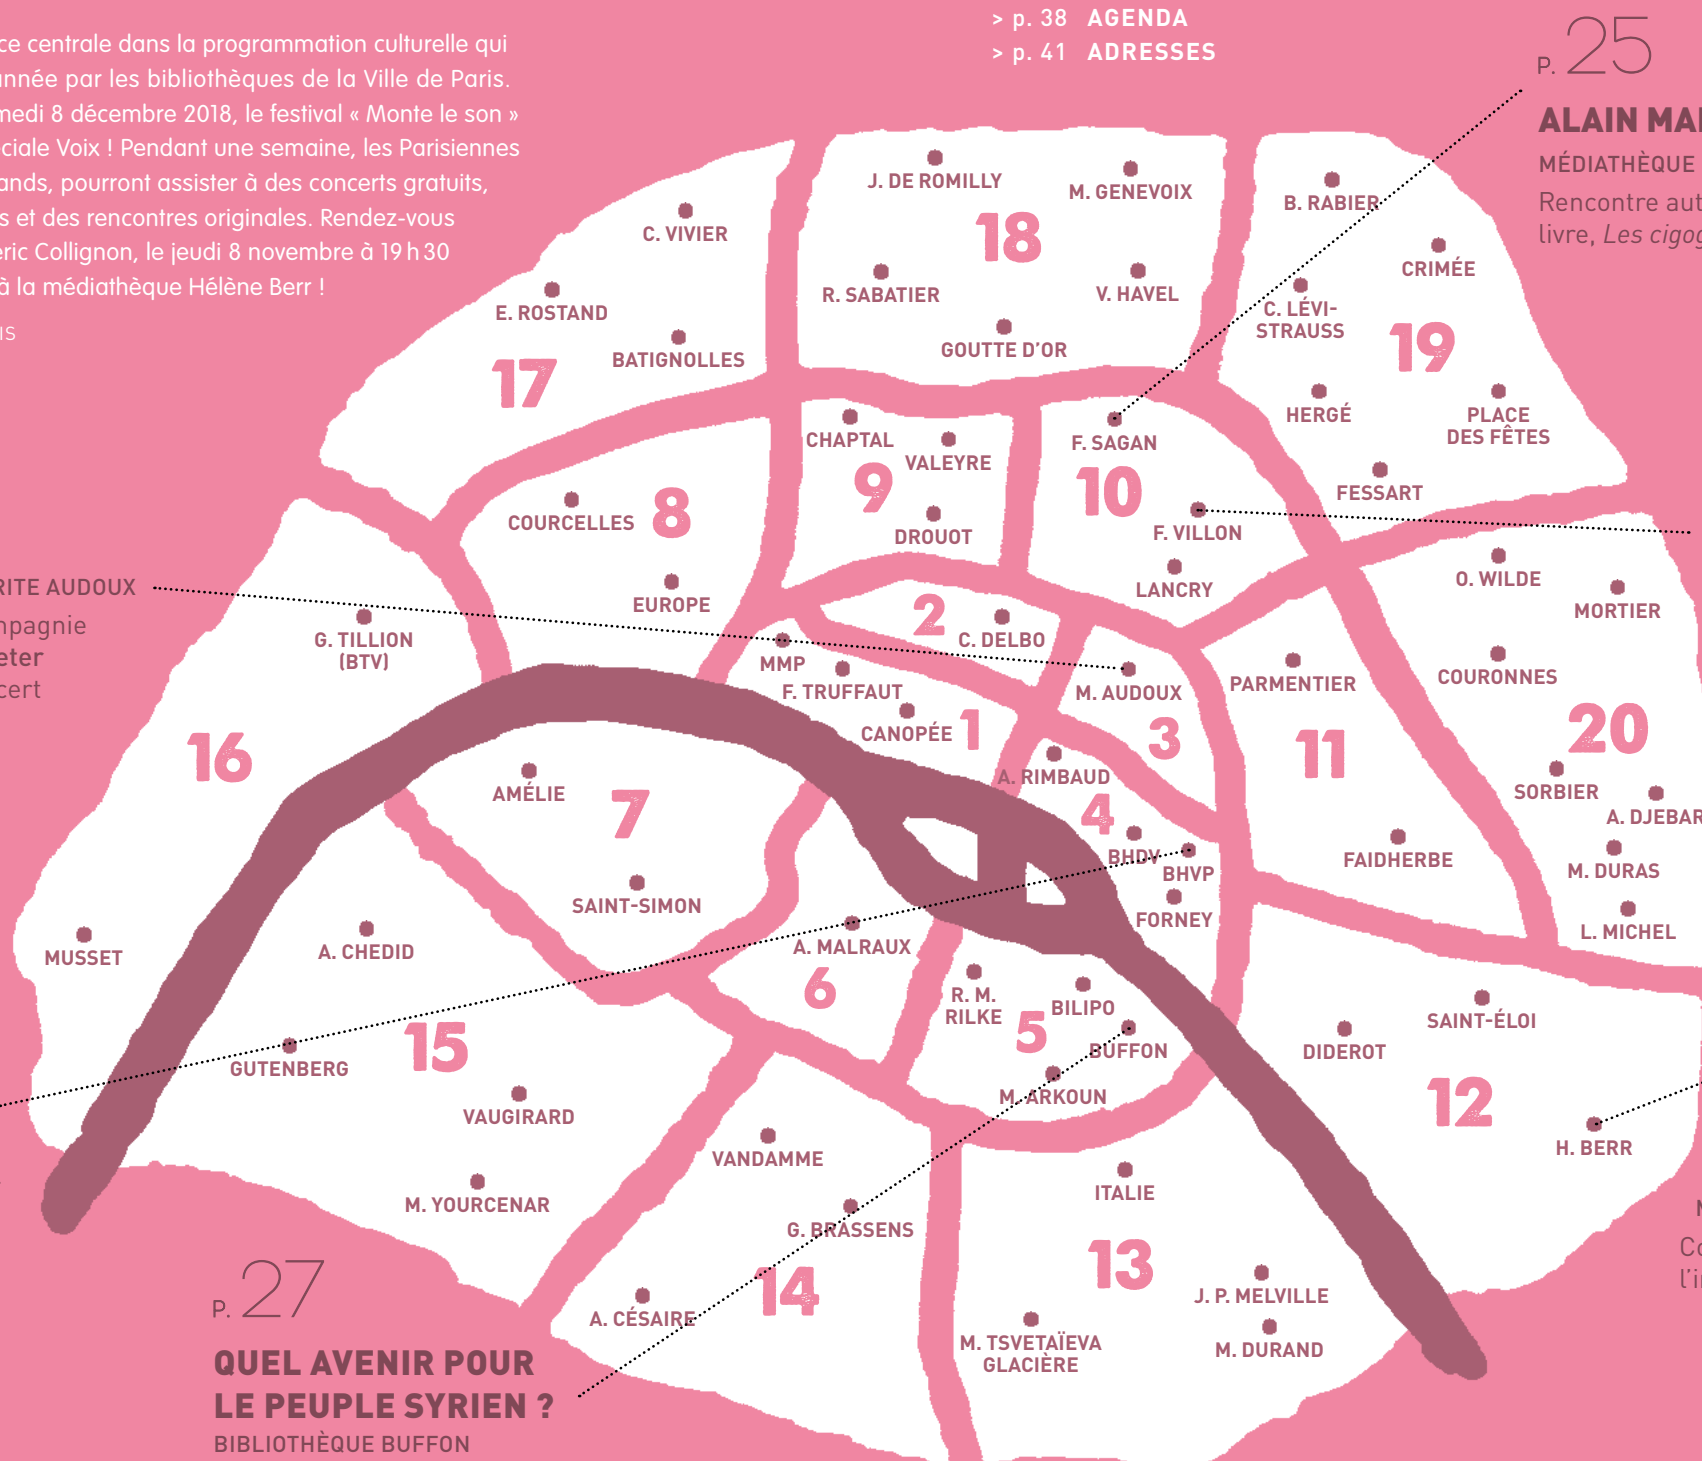 > p. 38 AGENDA
> p. 41 ADRESSES
ce centrale dans la programmation culturelle qui
année par les bibliothèques de la Ville de Paris.
medi 8 décembre 2018, le festival « Monte le son »
éciale Voix ! Pendant une semaine, les Parisiennes
ands, pourront assister à des concerts gratuits,
s et des rencontres originales. Rendez-vous
éric Collignon, le jeudi 8 novembre à 19 h 30
à la médiathèque Hélène Berr !
IS
P. 25
ALAIN MA
MÉDIATHÈQUE
Rencontre aut
livre, Les cigog
J. DE ROMILLY
M. GENEVOIX
18
R. SABATIER
V. HAVEL
GOUTTE D'OR
B. RABIER
CRIMÉE
C. LÉVI-
STRAUSS
19
HERGÉ
PLACE
DES FÊTES
FESSART
C. VIVIER
E. ROSTAND
BATIGNOLLES
17
CHAPTAL
VALEYRE
9
DROUOT
F. SAGAN
10
F. VILLON
LANCRY
COURCELLES
8
EUROPE
RITE AUDOUX
mpagnie
eter
cert
G. TILLION
(BTV)
16
MUSSET
2
C. DELBO
MMP
F. TRUFFAUT
CANOPÉE
1
M. AUDOUX
3
A. RIMBAUD
4
BHDV
BHVP
FORNEY
PARMENTIER
11
FAIDHERBE
O. WILDE
MORTIER
COURONNES
20
SORBIER
A. DJEBAR
M. DURAS
L. MICHEL
AMÉLIE
7
SAINT-SIMON
A. MALRAUX
6
R. M.
RILKE
BILIPO
5
BUFFON
M. ARKOUN
A. CHEDID
GUTENBERG
15
VAUGIRARD
M. YOURCENAR
SAINT-ÉLOI
DIDEROT
12
H. BERR
VANDAMME
G. BRASSENS
14
A. CÉSAIRE
ITALIE
13
J. P. MELVILLE
M. TSVETAÏEVA
GLACIÈRE
M. DURAND
P. 27
QUEL AVENIR POUR
LE PEUPLE SYRIEN ?
BIBLIOTHÈQUE BUFFON
Co
l'i